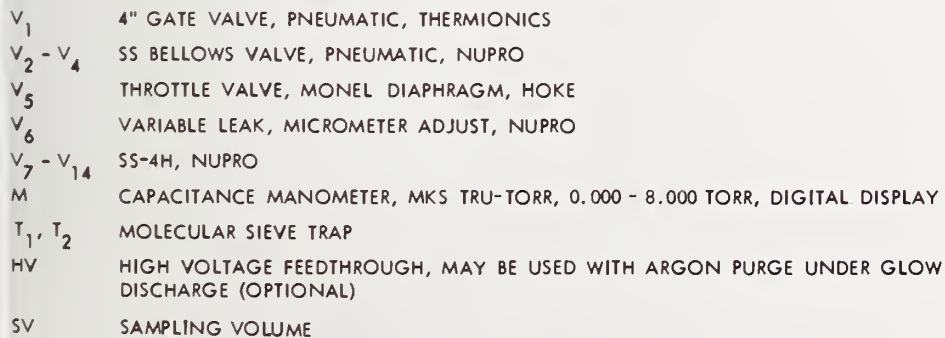 V1 4" GATE VALVE, PNEUMATIC, THERMIONICS
V2 - V4 SS BELLOWS VALVE, PNEUMATIC, NUPRO
V5 THROTTLE VALVE, MONEL DIAPHRAGM, HOKE
V6 VARIABLE LEAK, MICROMETER ADJUST, NUPRO
V7 - V14 SS-4H, NUPRO
M CAPACITANCE MANOMETER, MKS TRU-TORR, 0.000 - 8.000 TORR, DIGITAL DISPLAY
T1, T2 MOLECULAR SIEVE TRAP
HV HIGH VOLTAGE FEEDTHROUGH, MAY BE USED WITH ARGON PURGE UNDER GLOW
DISCHARGE (OPTIONAL)
SV SAMPLING VOLUME